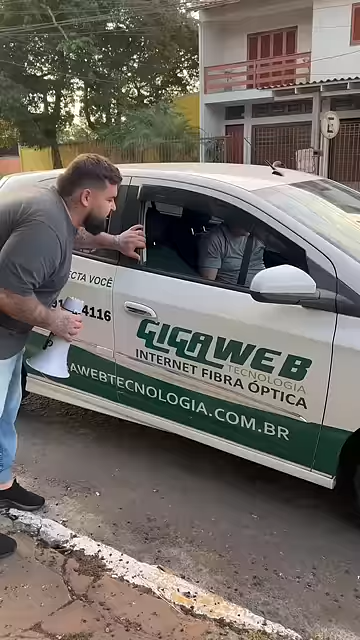 ECTA VOCÊ
4116
GIGAWEB
TECNOLOGIA
INTERNET FIBRA ÓPTICA
AWEBTECNOLOGIA.COM.BR
E